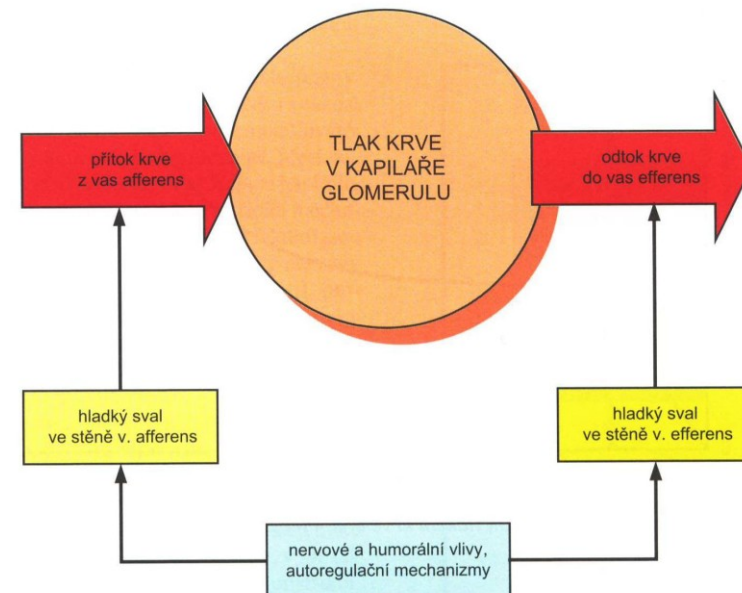 přítok krve
z vas afferens
TLAK KRVE
V KAPILÁŘE
GLOMERULU
odtok krve
do vas efferens
hladký sval
ve stěně v. afferens
hladký sval
ve stěně v. efferens
nervové a humorální vlivy,
autoregulační mechanizmy